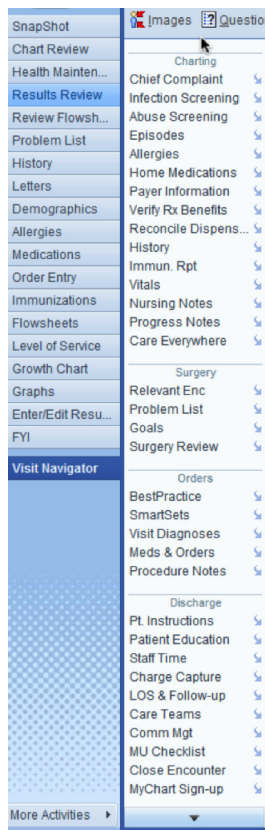 SnapShot
Chart Review
Health Mainten...
Results Review
Review Flowsh...
Problem List
History
Letters
Demographics
Allergies
Medications
Order Entry
Immunizations
Flowsheets
Level of Service
Growth Chart
Graphs
Enter/Edit Resu...
FYI
Visit Navigator
More Activities
Images Questio
Charting
Chief Complaint
Infection Screening
Abuse Screening
Episodes
Allergies
Home Medications
Payer Information
Verify Rx Benefits
Reconcile Dispens...
History
Immun. Rpt
Vitals
Nursing Notes
Progress Notes
Care Everywhere
Surgery
Relevant Enc
Problem List
Goals
Surgery Review
Orders
BestPractice
SmartSets
Visit Diagnoses
Meds & Orders
Procedure Notes
Discharge
Pt. Instructions
Patient Education
Staff Time
Charge Capture
LOS & Follow-up
Care Teams
Comm Mgt
MU Checklist
Close Encounter
MyChart Sign-up